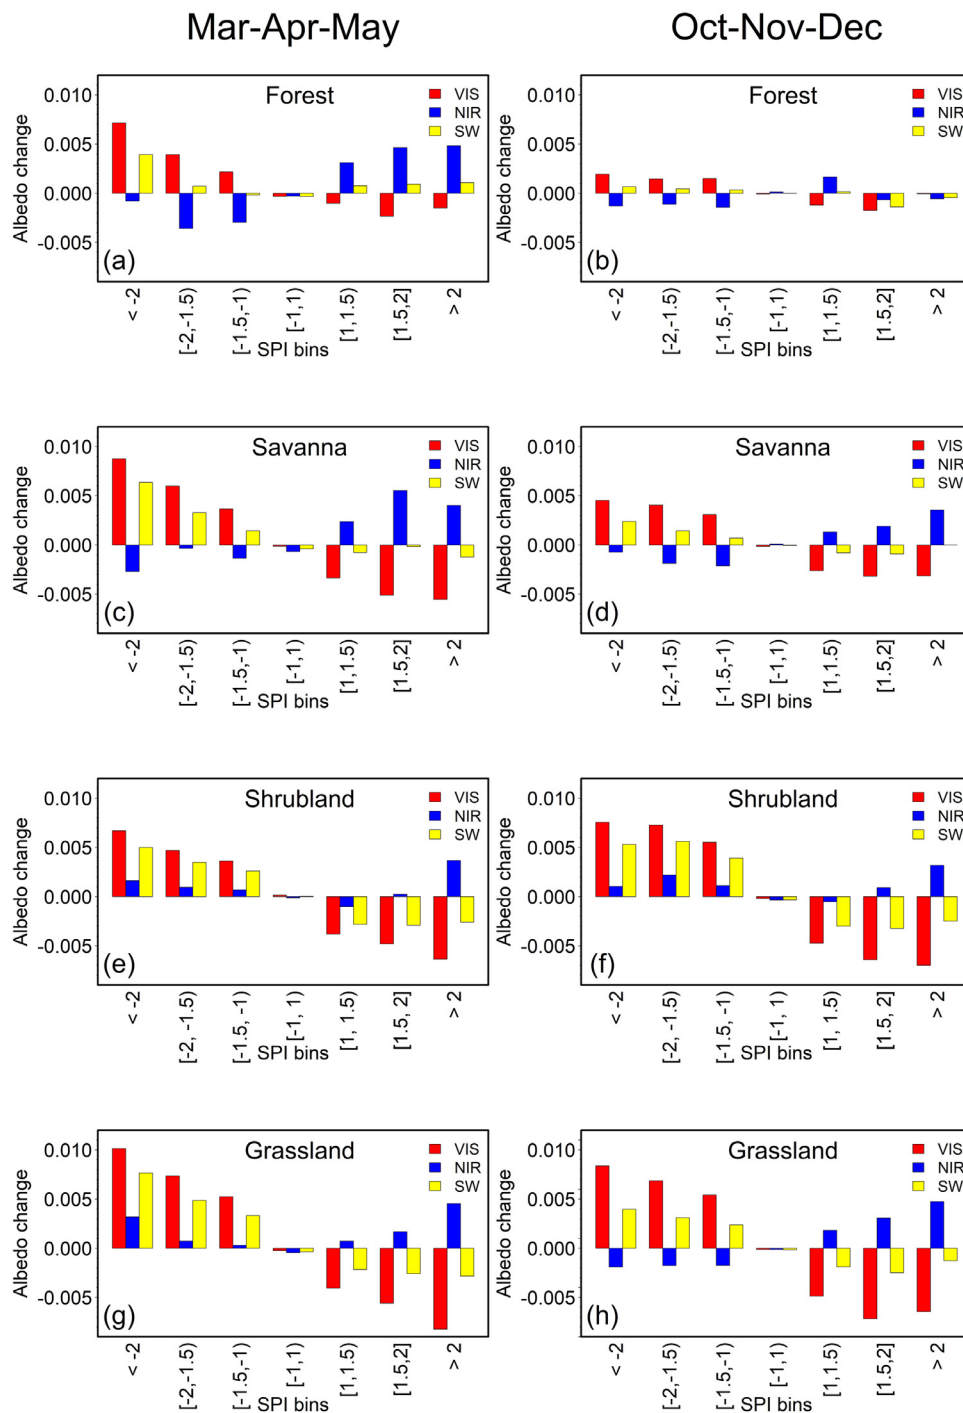 Mar-Apr-May
Oct-Nov-Dec
Albedo change
0.010
0.005
0.000
-0.005
Forest
VIS
NIR
SW
(a)
< -2
[-2,-1.5)
[-1.5,-1)
[-1,1)
[1,1.5)
[1.5,2]
> 2
SPI bins
Albedo change
0.010
0.005
0.000
-0.005
Forest
VIS
NIR
SW
(b)
< -2
[-2,-1.5)
[-1.5,-1)
[-1,1)
[1,1.5)
[1.5,2]
> 2
SPI bins
Albedo change
0.010
0.005
0.000
-0.005
Savanna
VIS
NIR
SW
(c)
< -2
[-2,-1.5)
[-1.5,-1)
[-1,1)
[1,1.5)
[1.5,2]
> 2
SPI bins
Albedo change
0.010
0.005
0.000
-0.005
Savanna
VIS
NIR
SW
(d)
< -2
[-2,-1.5)
[-1.5,-1)
[-1,1)
[1,1.5)
[1.5,2]
> 2
SPI bins
Albedo change
0.010
0.005
0.000
-0.005
Shrubland
VIS
NIR
SW
(e)
< -2
[-2, -1.5)
[-1.5, -1)
[-1, 1)
[1, 1.5)
[1.5, 2]
> 2
SPI bins
Albedo change
0.010
0.005
0.000
-0.005
Shrubland
VIS
NIR
SW
(f)
< -2
[-2, -1.5)
[-1.5, -1)
[-1, 1)
[1, 1.5)
[1.5, 2]
> 2
SPI bins
Albedo change
0.010
0.005
0.000
-0.005
Grassland
VIS
NIR
SW
(g)
< -2
[-2,-1.5)
[-1.5,-1)
[-1,1)
[1,1.5)
[1.5,2]
> 2
SPI bins
Albedo change
0.010
0.005
0.000
-0.005
Grassland
VIS
NIR
SW
(h)
< -2
[-2,-1.5)
[-1.5,-1)
[-1,1)
[1,1.5)
[1.5,2]
> 2
SPI bins